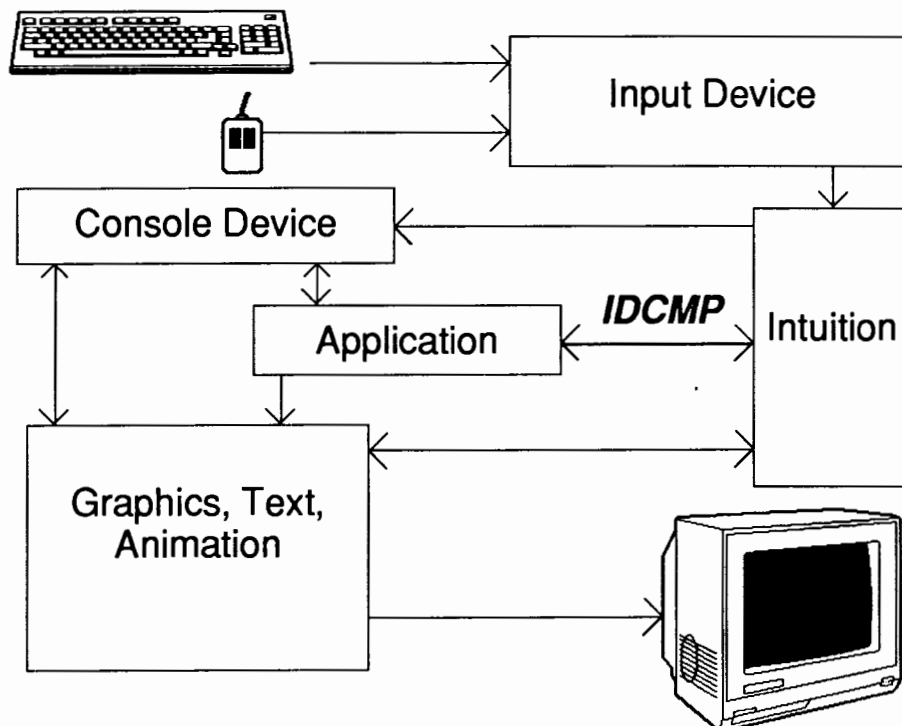 Input Device
Console Device
IDCMP
Intuition
Application
Graphics, Text,
Animation